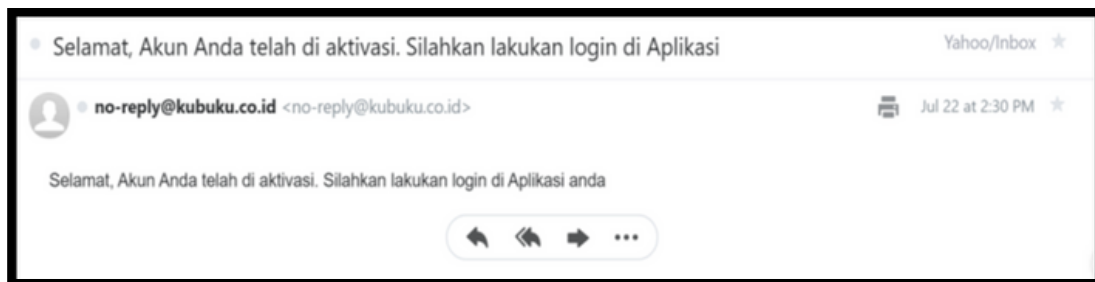 Selamat, Akun Anda telah di aktivasi. Silahkan lakukan login di Aplikasi
Yahoo/Inbox
no-reply@kubuku.co.id <no-reply@kubuku.co.id>
Jul 22 at 2:30 PM
Selamat, Akun Anda telah di aktivasi. Silahkan lakukan login di Aplikasi anda